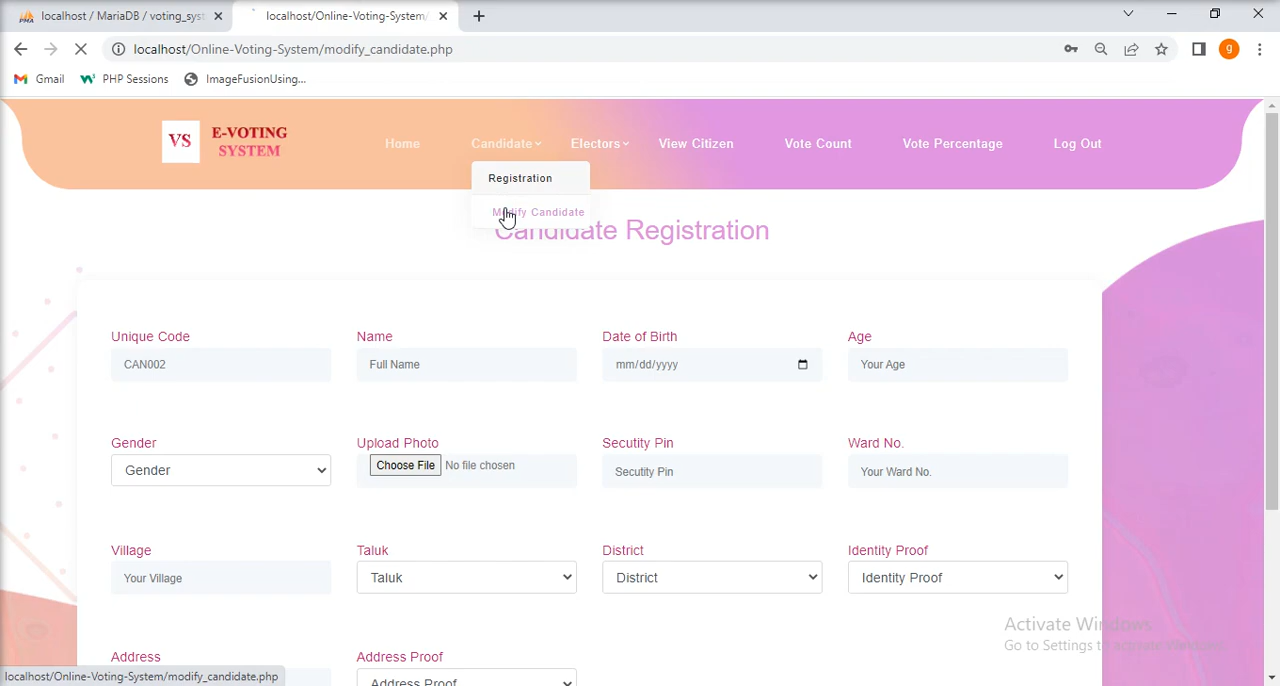 localhost / MariaDB / voting_syst
localhost/Online-Voting-System/
localhost/Online-Voting-System/modify_candidate.php
g
Gmail
PHP Sessions
ImageFusionUsing...
VS
E-VOTING
SYSTEM
Home
Candidate
Electors
View Citizen
Vote Count
Vote Percentage
Log Out
Registration
Modify Candidate
Candidate Registration
Unique Code
Name
Date of Birth
Age
CAN002
Full Name
mm/dd/yyyy
Your Age
Gender
Upload Photo
Secutity Pin
Ward No.
Gender
Choose File No file chosen
Secutity Pin
Your Ward No.
Village
Taluk
District
Identity Proof
Your Village
Taluk
District
Identity Proof
Activate Windows
Go to Settings to activate Windows.
Address
Address Proof
Address Proof
localhost/Online-Voting-System/modify_candidate.php